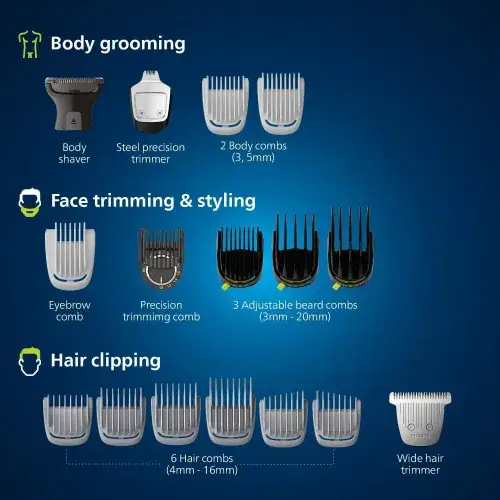 Body grooming
Body
shaver
Steel precision
trimmer
2 Body combs
(3, 5mm)
Face trimming & styling
Eyebrow
comb
Precision
trimmimg comb
3 Adjustable beard combs
(3mm - 20mm)
Hair clipping
6 Hair combs
(4mm - 16mm)
Wide hair
trimmer